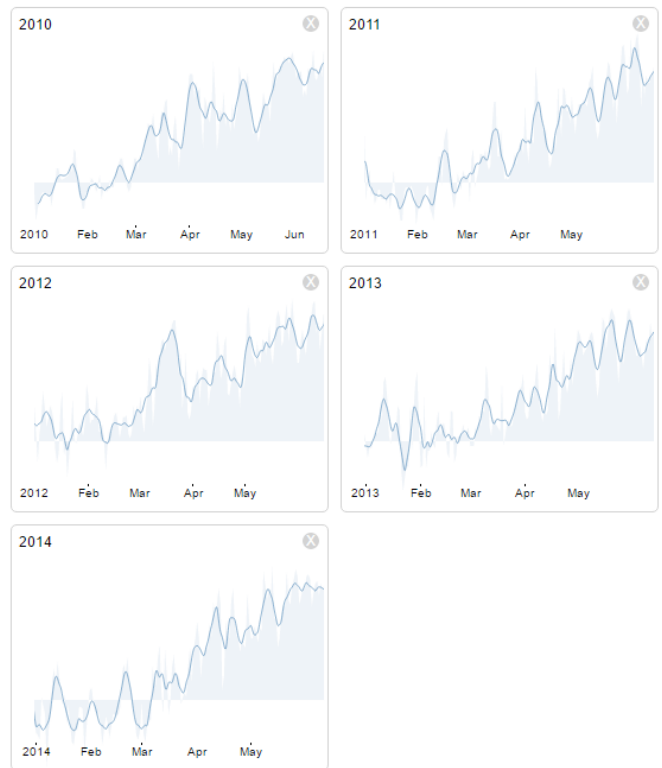 2010 X
2010 Feb Mar Apr May Jun
2011 X
2011 Feb Mar Apr May
2012 X
2012 Feb Mar Apr May
2013 X
2013 Feb Mar Apr May
2014 X
2014 Feb Mar Apr May